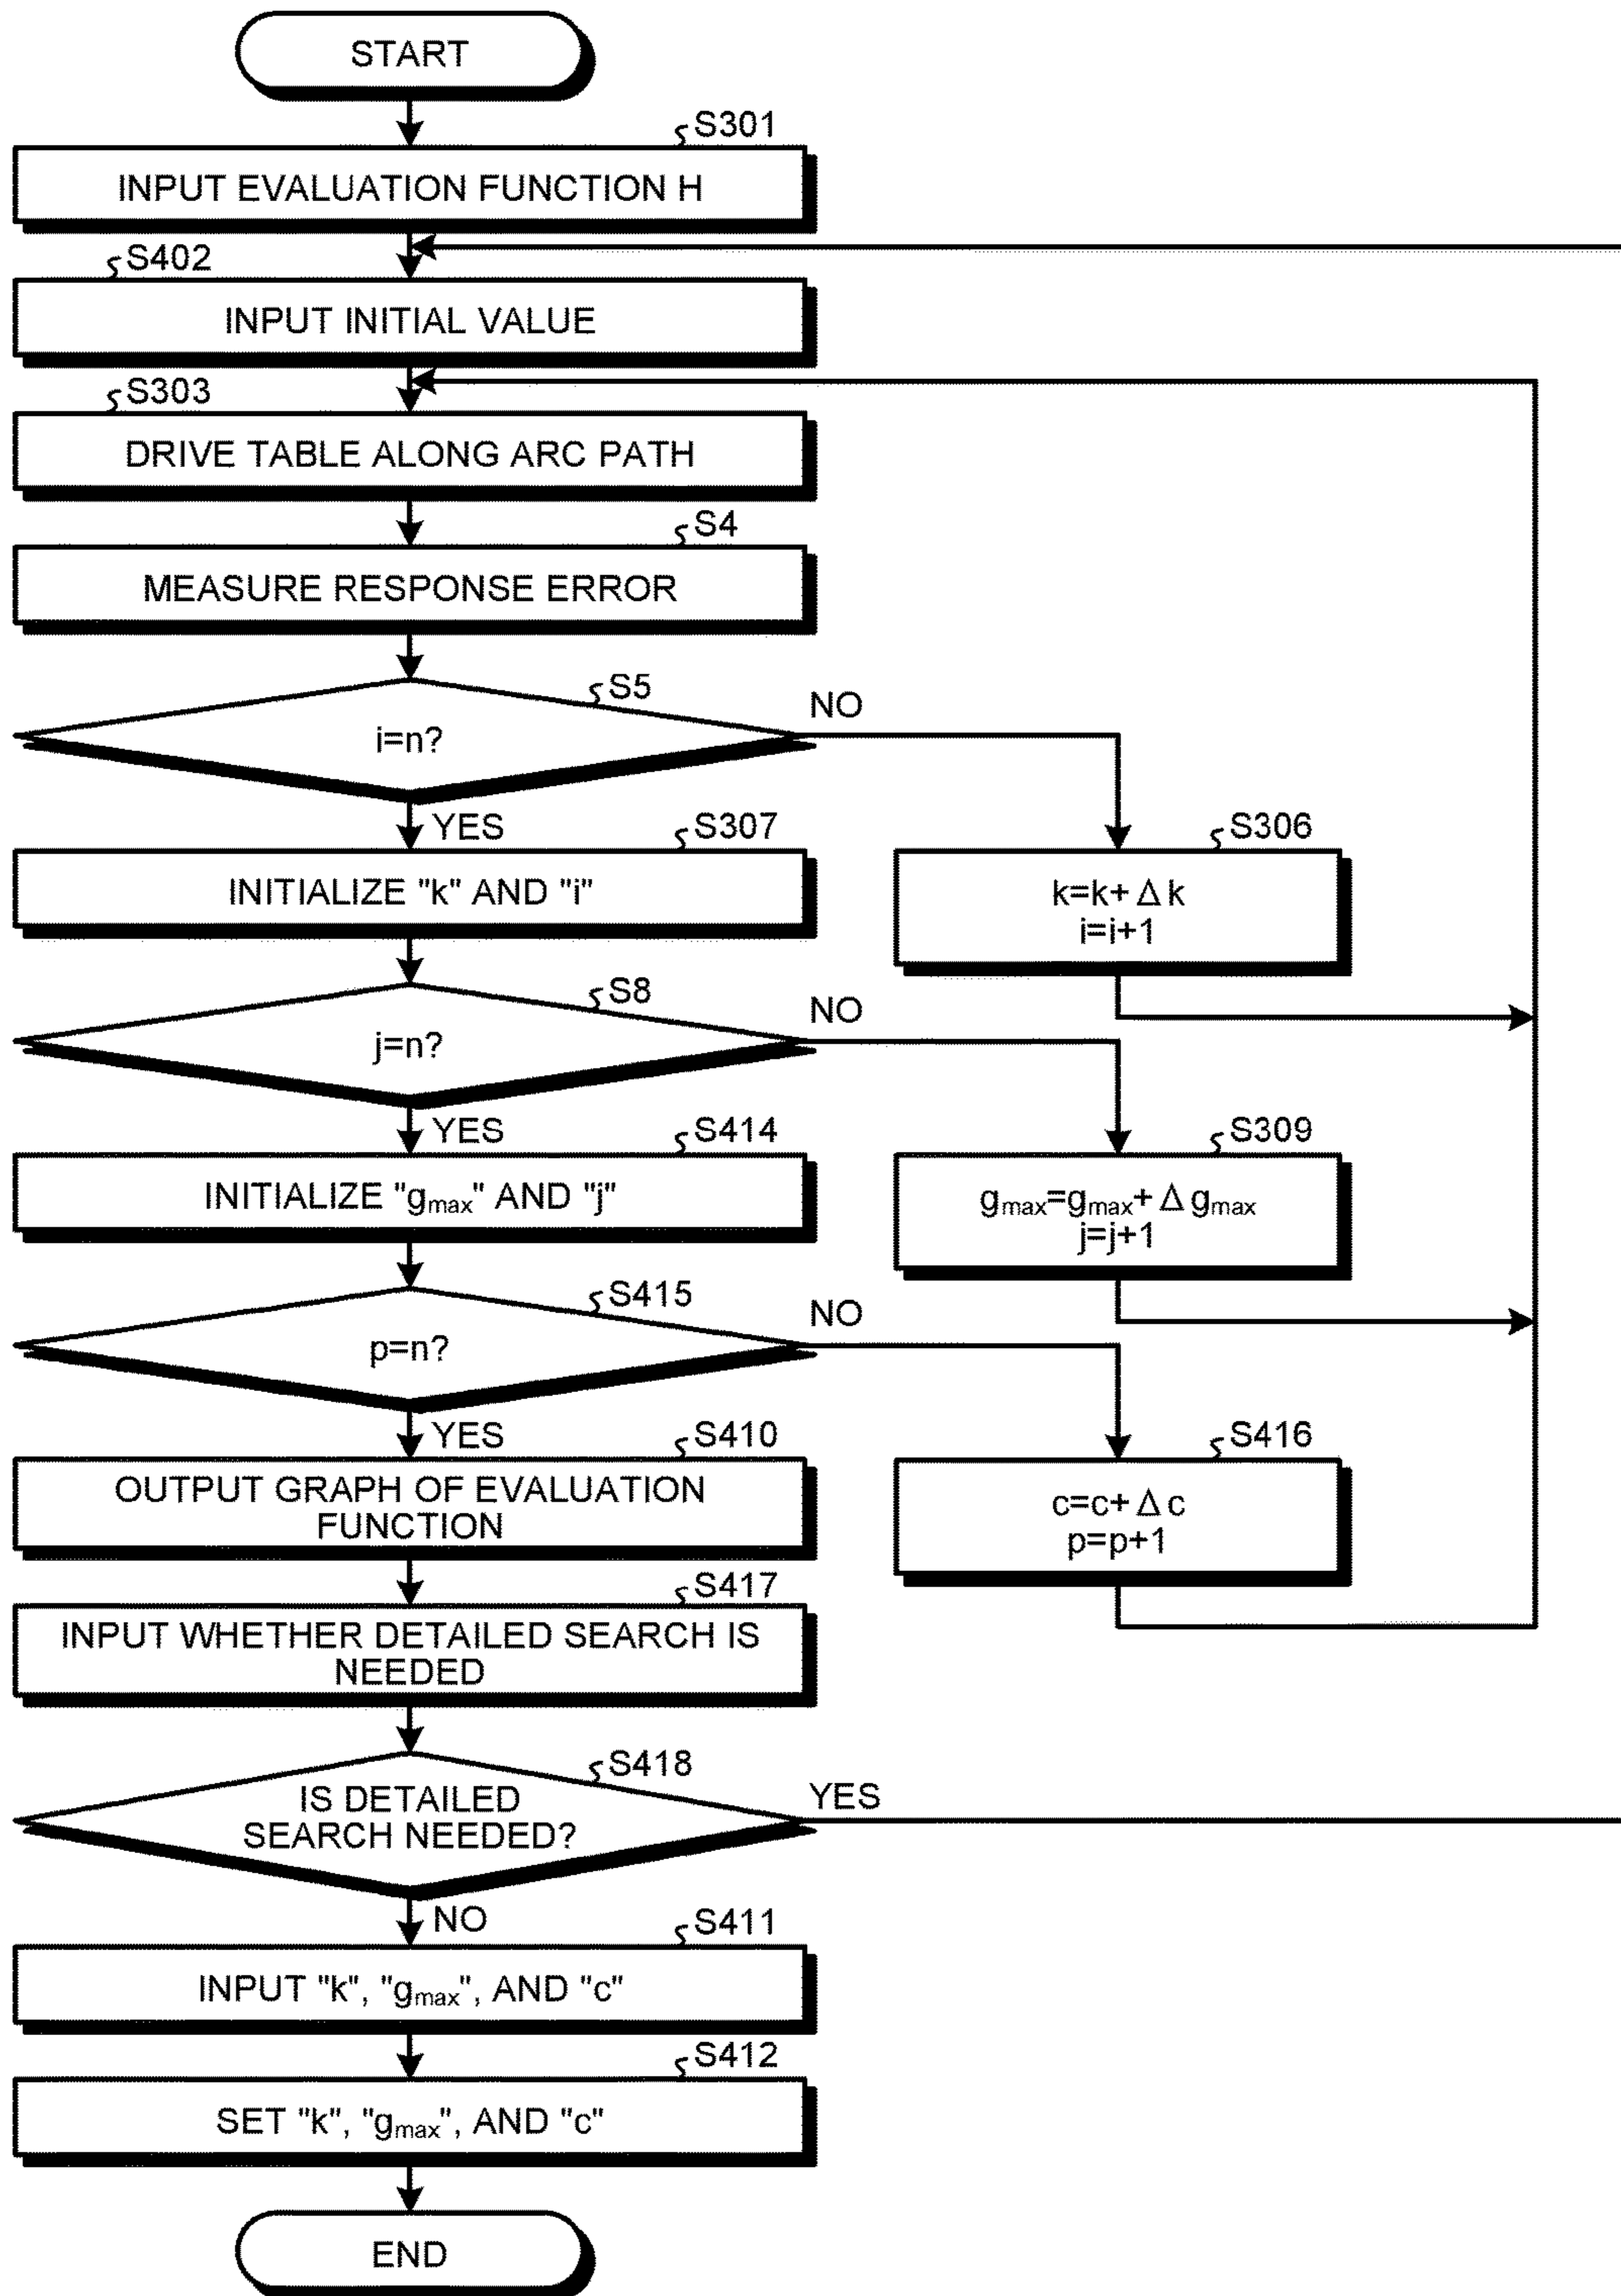 START
S301
INPUT EVALUATION FUNCTION H
S402
INPUT INITIAL VALUE
S303
DRIVE TABLE ALONG ARC PATH
S4
MEASURE RESPONSE ERROR
S5
i=n?
NO
YES
S307
INITIALIZE "k" AND "i"
S306
k=k+ Δ k
i=i+1
S8
j=n?
NO
YES
S414
INITIALIZE "gmax" AND "j"
S309
gmax=gmax+ Δ gmax
j=j+1
S415
p=n?
NO
YES
S410
OUTPUT GRAPH OF EVALUATION
FUNCTION
S416
c=c+ Δ c
p=p+1
S417
INPUT WHETHER DETAILED SEARCH IS
NEEDED
S418
IS DETAILED
SEARCH NEEDED?
YES
NO
S411
INPUT "k", "gmax", AND "c"
S412
SET "k", "gmax", AND "c"
END